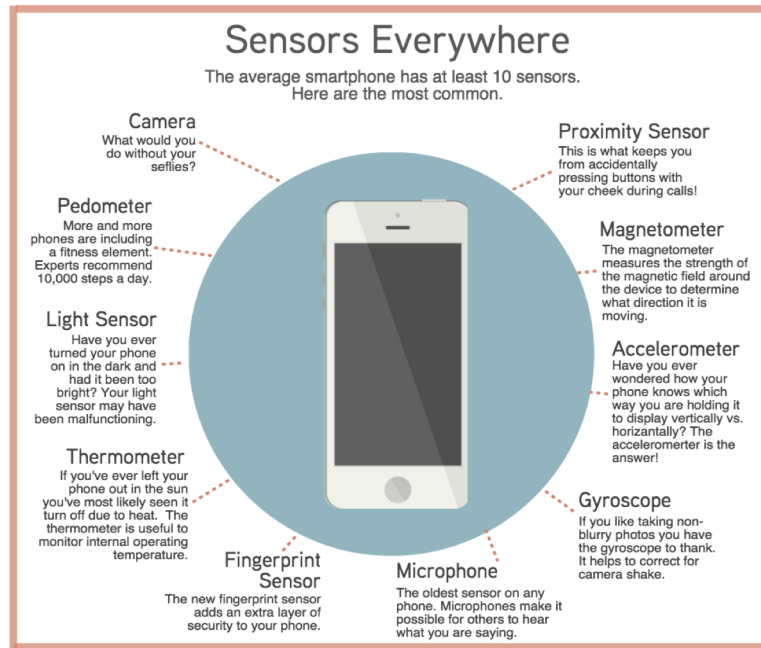 Sensors Everywhere
The average smartphone has at least 10 sensors.
Here are the most common.
Camera
What would you
do without your
seflies?
Pedometer
More and more
phones are including
a fitness element.
Experts recommend
10,000 steps a day.
Light Sensor
Have you ever
turned your phone
on in the dark and
had it been too
bright? Your light
sensor may have
been malfunctioning.
Thermometer
If you've ever left your
phone out in the sun
you've most likely seen it
turn off due to heat. The
thermometer is useful to
monitor internal operating
temperature.
Fingerprint
Sensor
The new fingerprint sensor
adds an extra layer of
security to your phone.
Proximity Sensor
This is what keeps you
from accidentally
pressing buttons with
your cheek during calls!
Magnetometer
The magnetometer
measures the strength of
the magnetic field around
the device to determine
what direction it is
moving.
Accelerometer
Have you ever
wondered how your
phone knows which
way you are holding it
to display vertically vs.
horizantally? The
acceleromerter is the
answer!
Gyroscope
If you like taking non-
blurry photos you have
the gyroscope to thank.
It helps to correct for
camera shake.
Microphone
The oldest sensor on any
phone. Microphones make it
possible for others to hear
what you are saying.